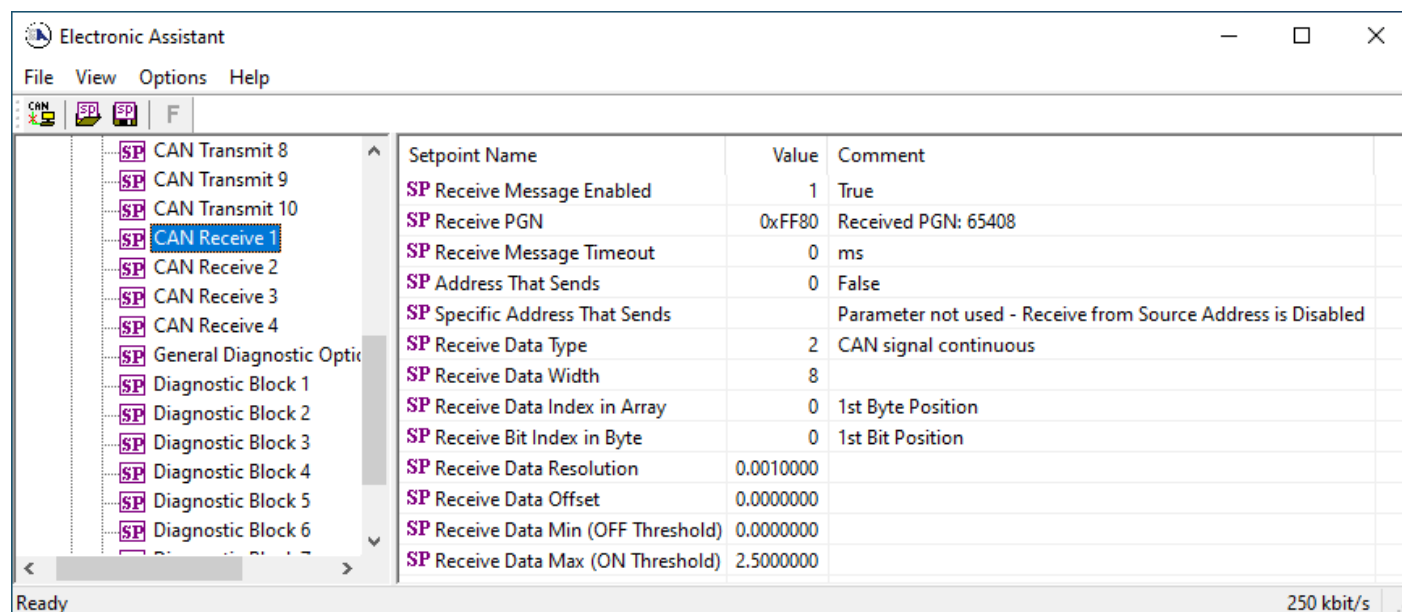 Electronic Assistant
File View Options Help
CAN SP SP F
SP CAN Transmit 8
SP CAN Transmit 9
SP CAN Transmit 10
SP CAN Receive 1
SP CAN Receive 2
SP CAN Receive 3
SP CAN Receive 4
SP General Diagnostic Optic
SP Diagnostic Block 1
SP Diagnostic Block 2
SP Diagnostic Block 3
SP Diagnostic Block 4
SP Diagnostic Block 5
SP Diagnostic Block 6
Setpoint Name Value Comment
SP Receive Message Enabled 1 True
SP Receive PGN 0xFF80 Received PGN: 65408
SP Receive Message Timeout 0 ms
SP Address That Sends 0 False
SP Specific Address That Sends Parameter not used - Receive from Source Address is Disabled
SP Receive Data Type 2 CAN signal continuous
SP Receive Data Width 8
SP Receive Data Index in Array 0 1st Byte Position
SP Receive Bit Index in Byte 0 1st Bit Position
SP Receive Data Resolution 0.0010000
SP Receive Data Offset 0.0000000
SP Receive Data Min (OFF Threshold) 0.0000000
SP Receive Data Max (ON Threshold) 2.5000000
Ready 250 kbit/s